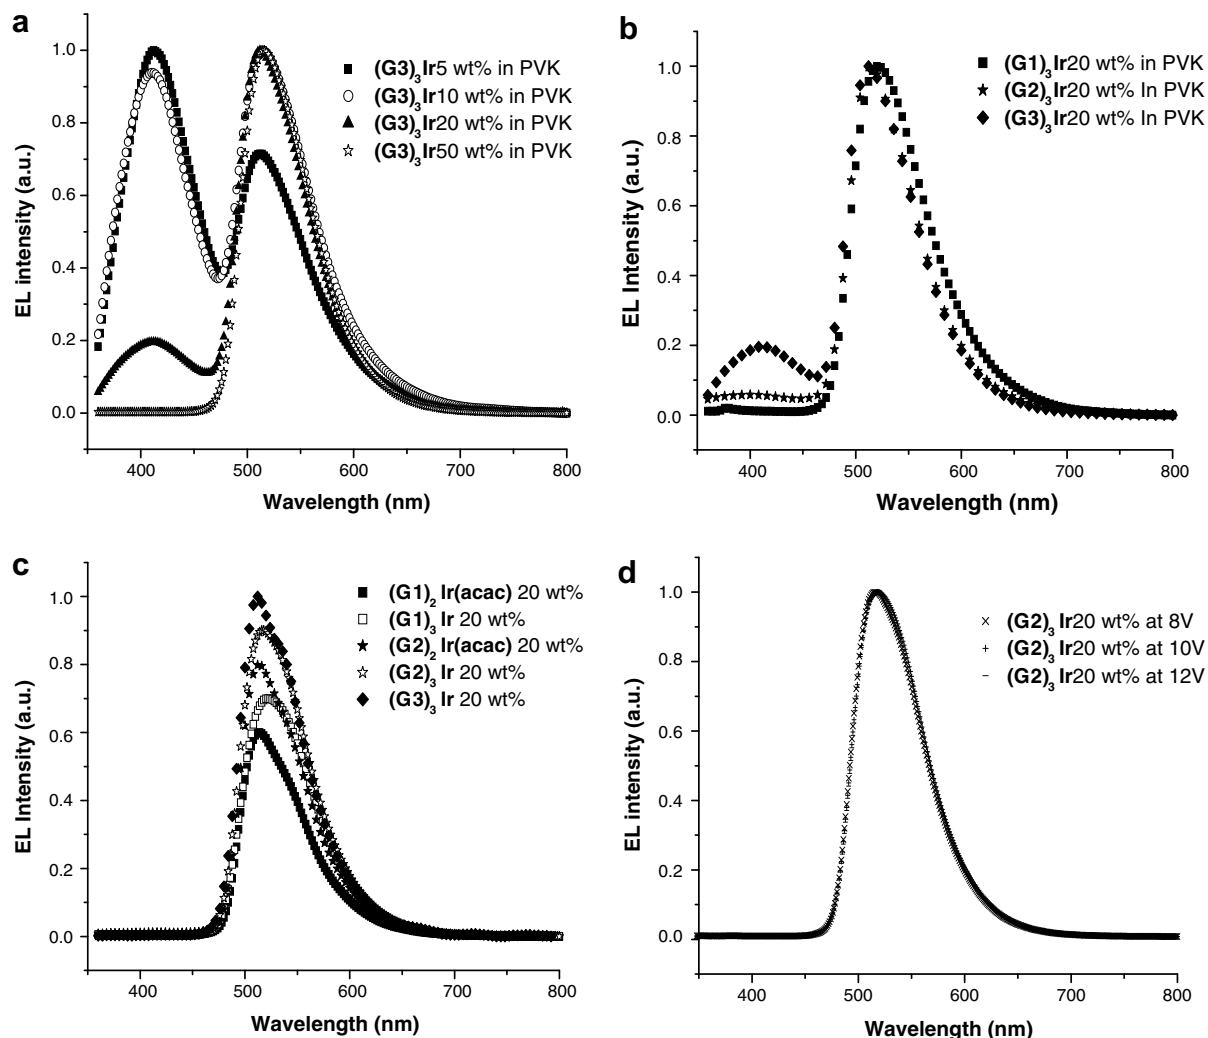 a
(G3)3Ir5 wt% in PVK
(G3)3Ir10 wt% in PVK
(G3)3Ir20 wt% in PVK
(G3)3Ir50 wt% in PVK
EL intensity (a.u.)
1.0
0.8
0.6
0.4
0.2
0.0
400 500 600 700 800
Wavelength (nm)
b
(G1)3Ir20 wt% in PVK
(G2)3Ir20 wt% In PVK
(G3)3Ir20 wt% In PVK
EL Intensity (a.u.)
1.0
0.8
0.6
0.4
0.2
0.0
400 500 600 700 800
Wavelength (nm)
c
(G1)2 Ir(acac) 20 wt%
(G1)3 Ir 20 wt%
(G2)2 Ir(acac) 20 wt%
(G2)3 Ir 20 wt%
(G3)3 Ir 20 wt%
EL Intensity (a.u.)
1.0
0.8
0.6
0.4
0.2
0.0
400 500 600 700 800
Wavelength (nm)
d
(G2)3 Ir20 wt% at 8V
(G2)3 Ir20 wt% at 10V
(G2)3 Ir20 wt% at 12V
EL intensity (a.u.)
1.0
0.8
0.6
0.4
0.2
0.0
400 500 600 700 800
Wavelength (nm)